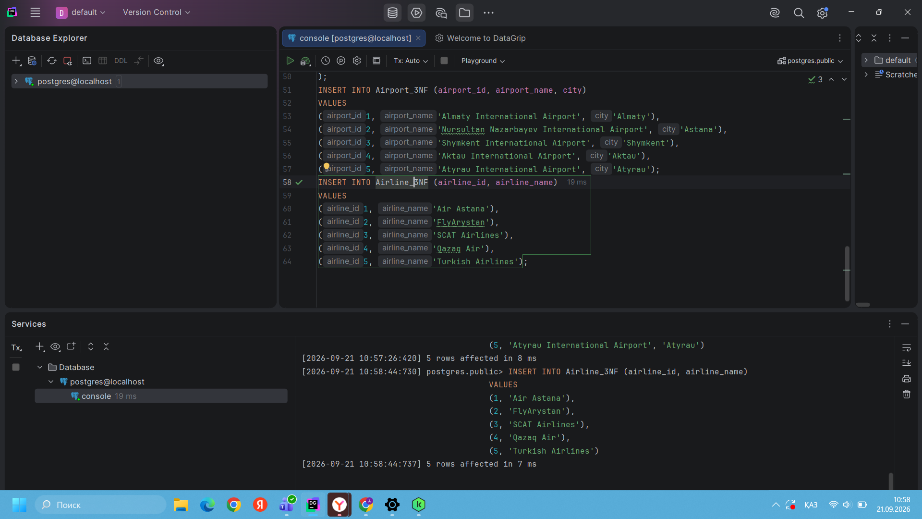 D default Version Control
Database Explorer
console [postgres@localhost] Welcome to DataGrip
default
DDL
Tx: Auto Playground postgres.public
postgres@localhost 1
Scratche
3
50 );
51 INSERT INTO Airport_3NF (airport_id, airport_name, city)
52 VALUES
53 ( airport_id 1, airport_name 'Almaty International Airport', city 'Almaty'),
54 ( airport_id 2, airport_name 'Nursultan Nazarbayov International Airport', city 'Astana'),
55 ( airport_id 3, airport_name 'Shymkent International Airport', city 'Shymkent'),
56 ( airport_id 4, airport_name 'Aktau International Airport', city 'Aktau'),
57 ( airport_id 5, airport_name 'Atyrau International Airport', city 'Atyrau');
58 INSERT INTO Airline_3NF (airline_id, airline_name) 19 ms
59 VALUES
60 ( airline_id 1, airline_name 'Air Astana'),
61 ( airline_id 2, airline_name 'FlyArystan'),
62 ( airline_id 3, airline_name 'SCAT Airlines'),
63 ( airline_id 4, airline_name 'Qazaq Air'),
64 ( airline_id 5, airline_name 'Turkish Airlines');
Services
Tx
Database
postgres@localhost
console 19 ms
(5, 'Atyrau International Airport', 'Atyrau')
[2026-09-21 10:57:26:420] 5 rows affected in 8 ms
[2026-09-21 10:58:44:730] postgres.public> INSERT INTO Airline_3NF (airline_id, airline_name)
VALUES
(1, 'Air Astana'),
(2, 'FlyArystan'),
(3, 'SCAT Airlines'),
(4, 'Qazaq Air'),
(5, 'Turkish Airlines')
[2026-09-21 10:58:44:737] 5 rows affected in 7 ms
Поиск
ҚАЗ
10:58
21.09.2026